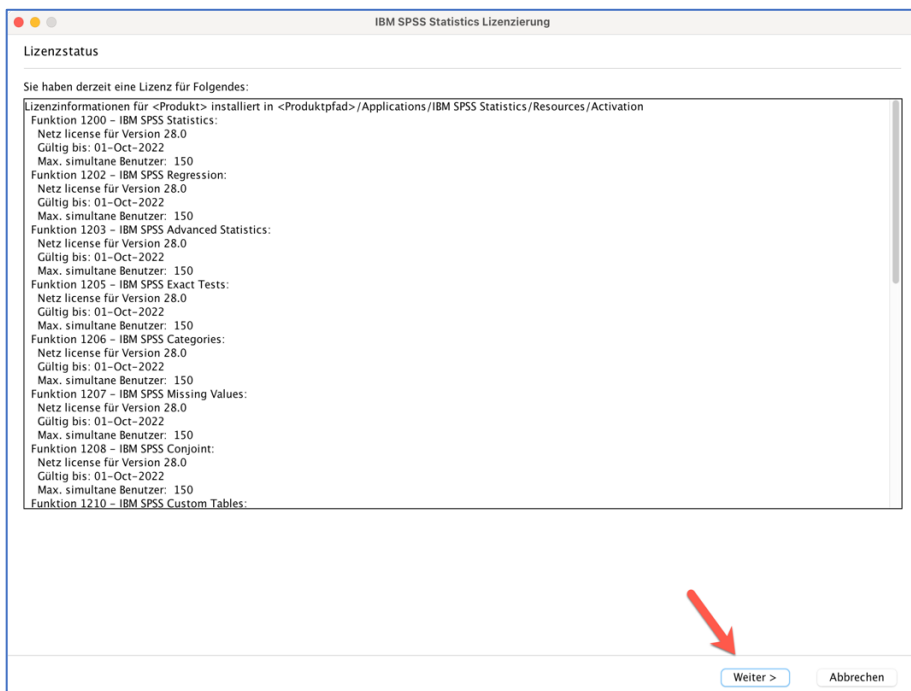 IBM SPSS Statistics Lizenzierung
Lizenzstatus
Sie haben derzeit eine Lizenz für Folgendes:
Lizenzinformationen für <Produkt> installiert in <Produktpfad>/Applications/IBM SPSS Statistics/Resources/Activation
Funktion 1200 – IBM SPSS Statistics:
Netz license für Version 28.0
Gültig bis: 01-Oct-2022
Max. simultane Benutzer: 150
Funktion 1202 – IBM SPSS Regression:
Netz license für Version 28.0
Gültig bis: 01-Oct-2022
Max. simultane Benutzer: 150
Funktion 1203 – IBM SPSS Advanced Statistics:
Netz license für Version 28.0
Gültig bis: 01-Oct-2022
Max. simultane Benutzer: 150
Funktion 1205 – IBM SPSS Exact Tests:
Netz license für Version 28.0
Gültig bis: 01-Oct-2022
Max. simultane Benutzer: 150
Funktion 1206 – IBM SPSS Categories:
Netz license für Version 28.0
Gültig bis: 01-Oct-2022
Max. simultane Benutzer: 150
Funktion 1207 – IBM SPSS Missing Values:
Netz license für Version 28.0
Gültig bis: 01-Oct-2022
Max. simultane Benutzer: 150
Funktion 1208 – IBM SPSS Conjoint:
Netz license für Version 28.0
Gültig bis: 01-Oct-2022
Max. simultane Benutzer: 150
Funktion 1210 – IBM SPSS Custom Tables:
Weiter > Abbrechen